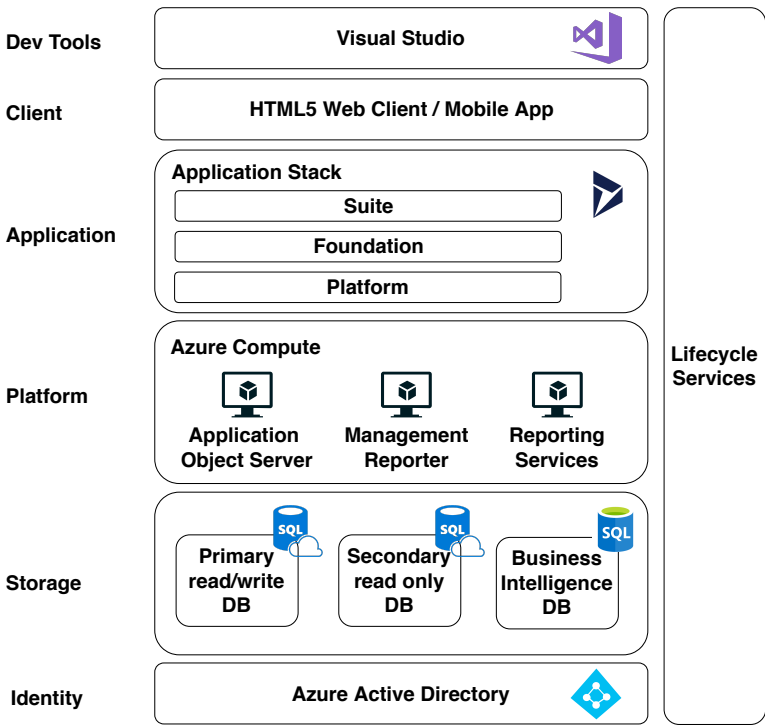 Dev Tools
Visual Studio
Client
HTML5 Web Client / Mobile App
Application
Application Stack
Suite
Foundation
Platform
Platform
Azure Compute
Application
Object Server
Management
Reporter
Reporting
Services
Storage
SQL
Primary
read/write
DB
SQL
Secondary
read only
DB
SQL
Business
Intelligence
DB
Identity
Azure Active Directory
Lifecycle
Services